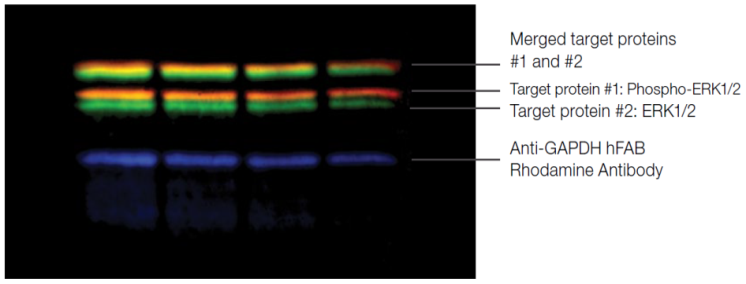 Merged target proteins
#1 and #2
Target protein #1: Phospho-ERK1/2
Target protein #2: ERK1/2
Anti-GAPDH hFAB
Rhodamine Antibody